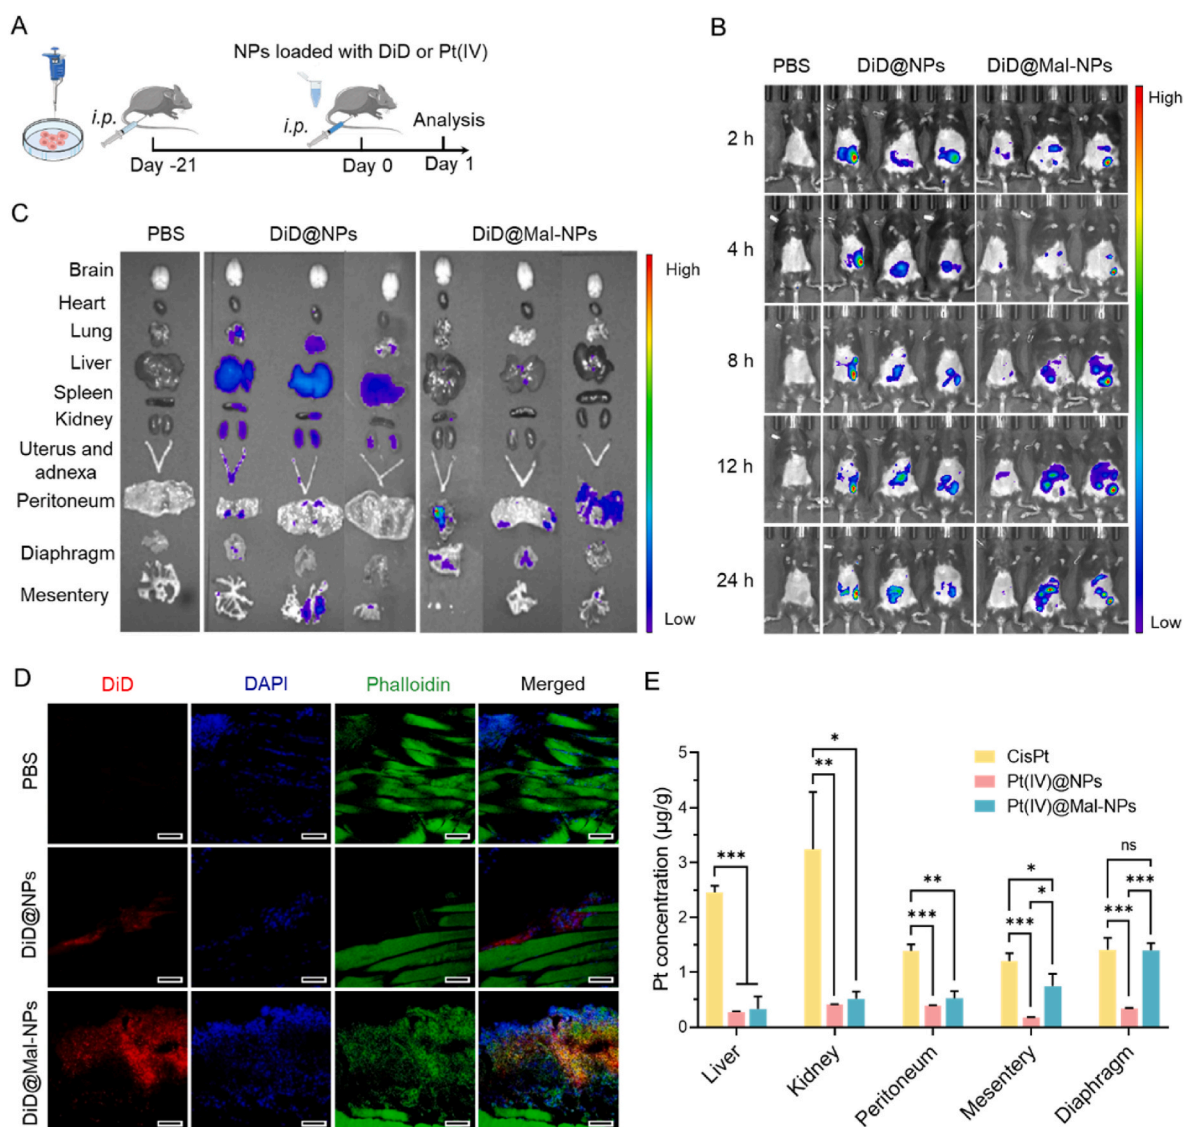 A
NPs loaded with DiD or Pt(IV)
i.p.
i.p.
Analysis
Day -21
Day 0
Day 1
B
PBS
DiD@NPs
DiD@Mal-NPs
High
2 h
4 h
8 h
12 h
24 h
Low
C
PBS
DiD@NPs
DiD@Mal-NPs
High
Brain
Heart
Lung
Liver
Spleen
Kidney
Uterus and
adnexa
Peritoneum
Diaphragm
Mesentery
Low
D
DiD
DAPI
Phalloidin
Merged
PBS
DiD@NPs
DiD@Mal-NPs
E
CisPt
Pt(IV)@NPs
Pt(IV)@Mal-NPs
Pt concentration (μg/g)
5
4
3
2
1
0
***
**
*
***
**
***
*
*
***
***
ns
Liver
Kidney
Peritoneum
Mesentery
Diaphragm